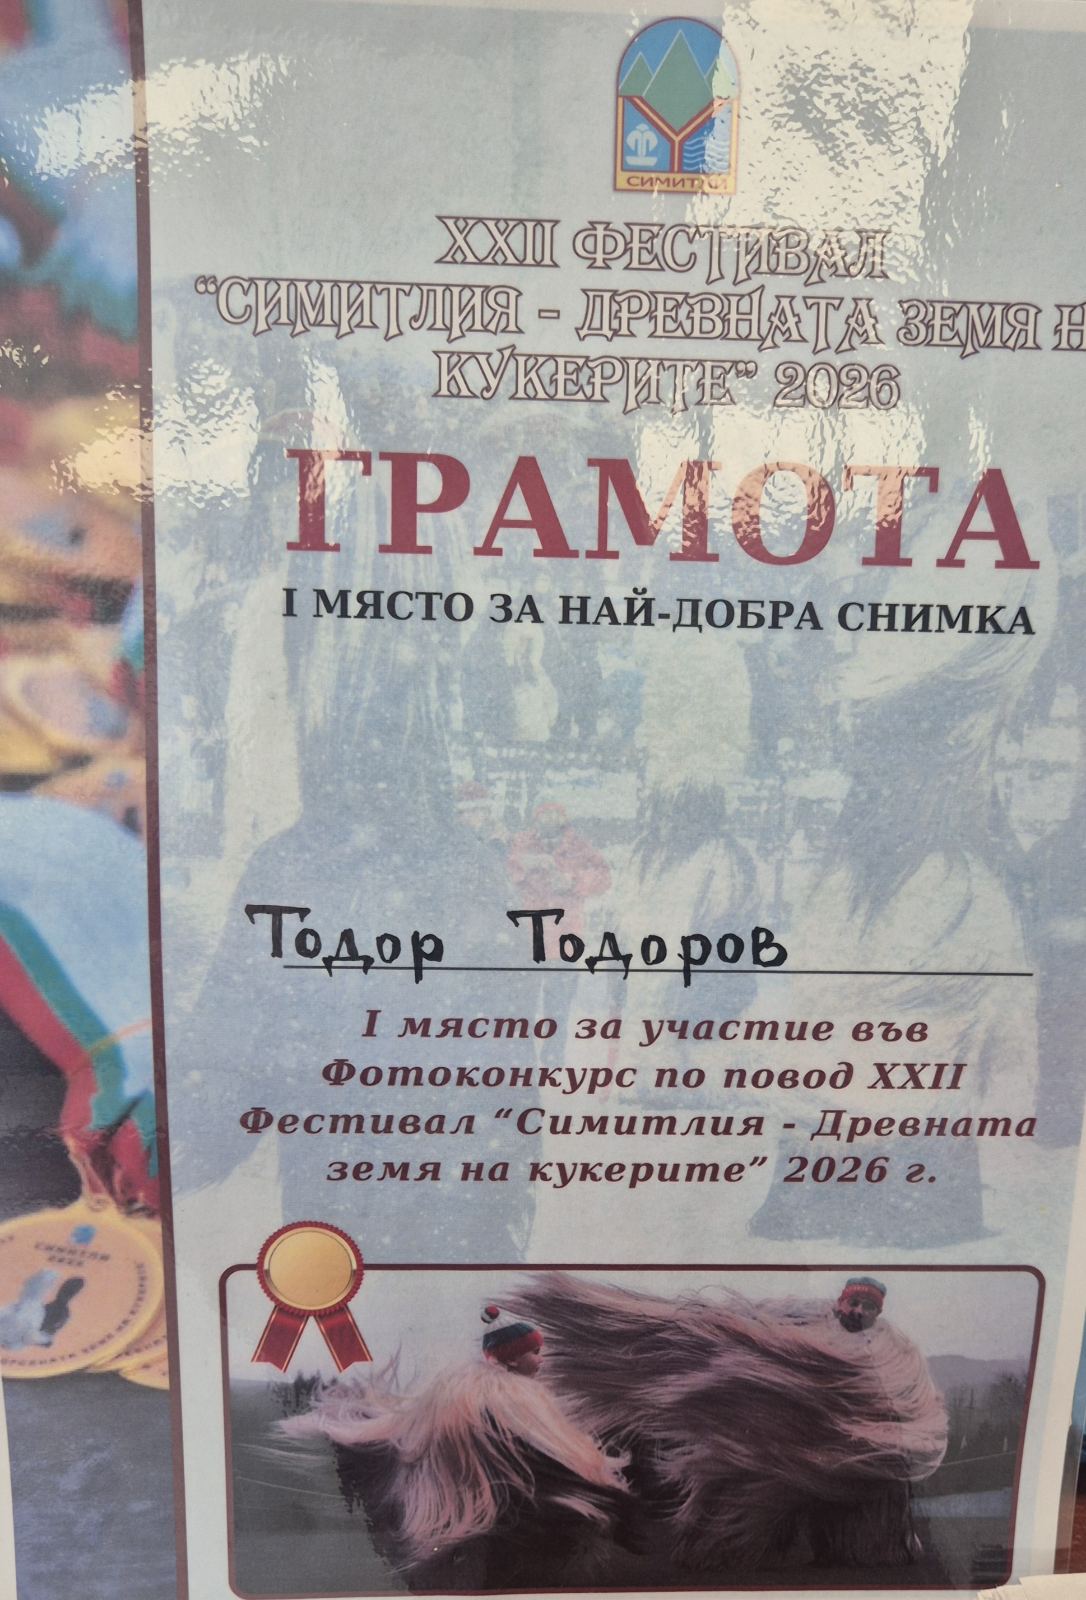 СИМИТЛИ
XXII ФЕСТИВАЛ
“СИМИТЛИЯ - ДРЕВНАТА ЗЕМЯ Н
КУКЕРИТЕ” 2026
ГРАМОТА
I МЯСТО ЗА НАЙ-ДОБРА СНИМКА
Тодор Тодоров
I място за участие във
Фотоконкурс по повод XXII
Фестивал “Симитлия - Древната
земя на кукерите” 2026 г.
СИМИТЛИ